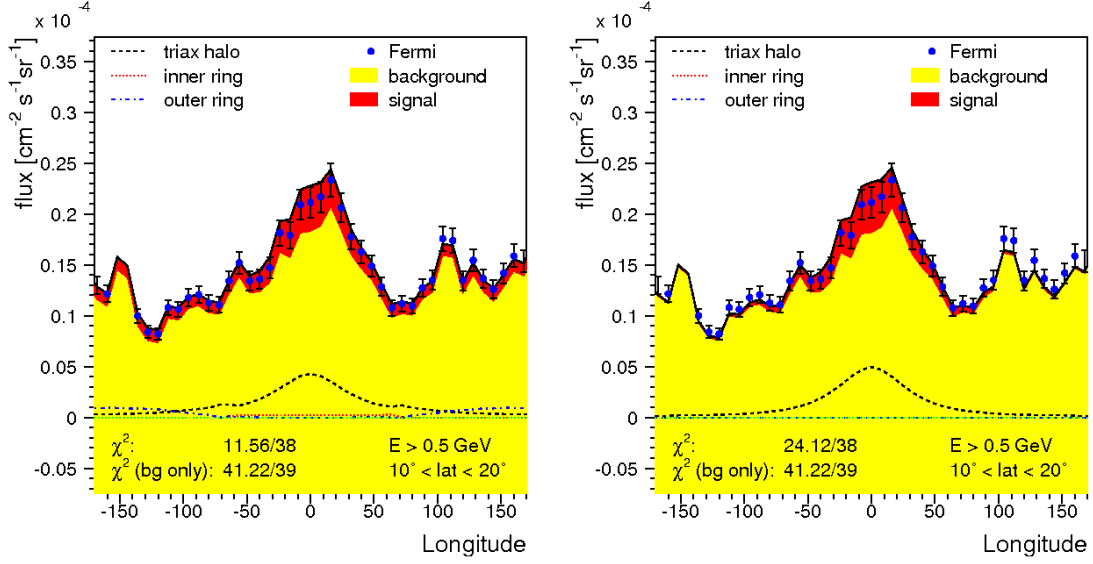 x 10 -4
flux [cm-2 s-1sr-1]
0.35
0.3
0.25
0.2
0.15
0.1
0.05
0
-0.05
triax halo
inner ring
outer ring
Fermi
background
signal
χ2: 11.56/38 E > 0.5 GeV
χ2 (bg only): 41.22/39 10° < lat < 20°
-150 -100 -50 0 50 100 150
Longitude
x 10 -4
flux [cm-2 s-1sr-1]
0.35
0.3
0.25
0.2
0.15
0.1
0.05
0
-0.05
triax halo
inner ring
outer ring
Fermi
background
signal
χ2: 24.12/38 E > 0.5 GeV
χ2 (bg only): 41.22/39 10° < lat < 20°
-150 -100 -50 0 50 100 150
Longitude